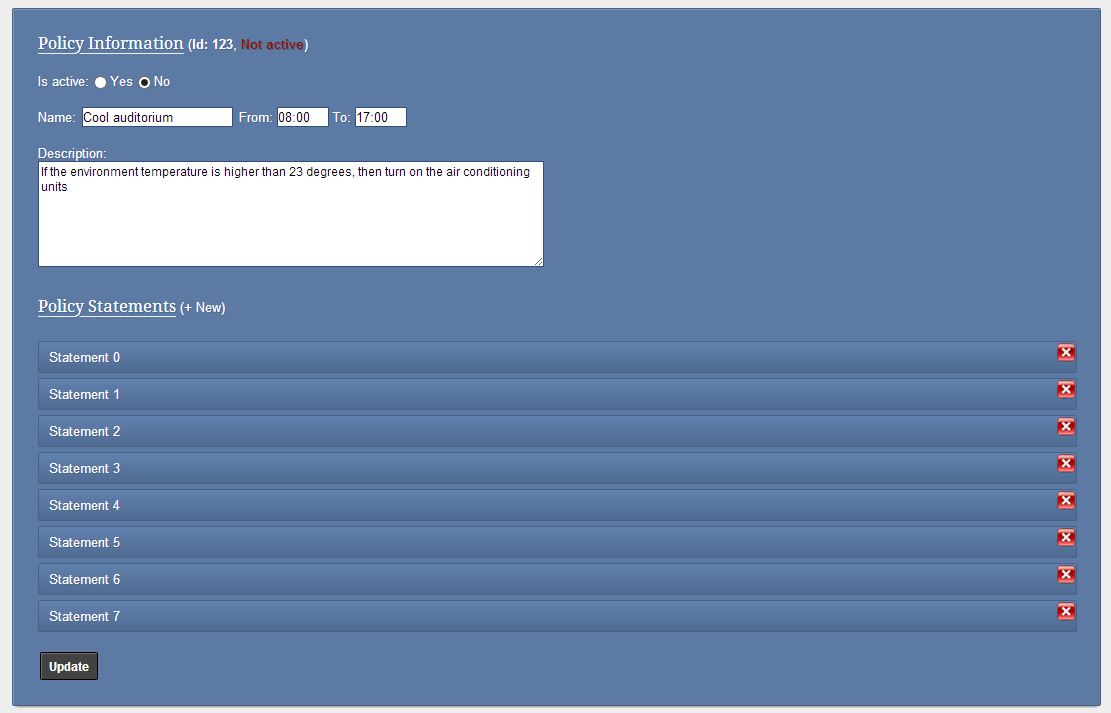 Policy Information (Id: 123, Not active)
Is active: Yes No
Name: Cool auditorium From: 08:00 To: 17:00
Description:
If the environment temperature is higher than 23 degrees, then turn on the air conditioning
units
Policy Statements (+ New)
Statement 0
Statement 1
Statement 2
Statement 3
Statement 4
Statement 5
Statement 6
Statement 7
Update